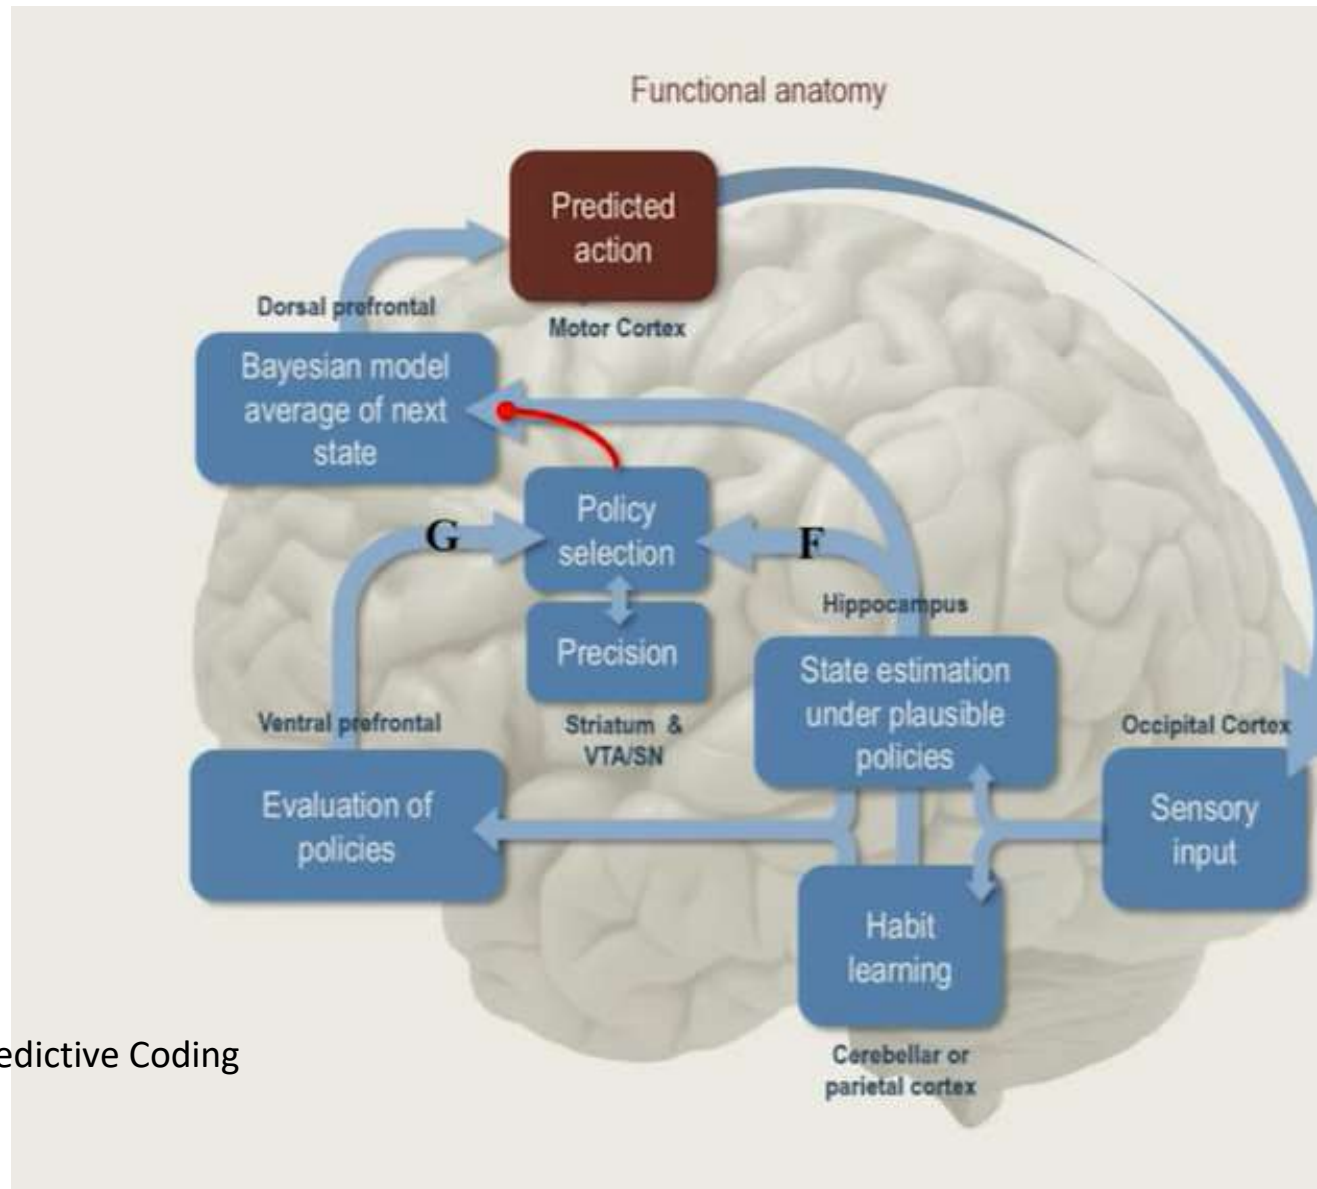 Functional anatomy
Predicted
action
Dorsal prefrontal
Motor Cortex
Bayesian model
average of next
state
Policy
selection
G
F
Hippocampus
Precision
State estimation
under plausible
policies
Ventral prefrontal
Striatum &
VTA/SN
Occipital Cortex
Evaluation of
policies
Sensory
input
Habit
learning
edictive Coding
Cerebellar or
parietal cortex